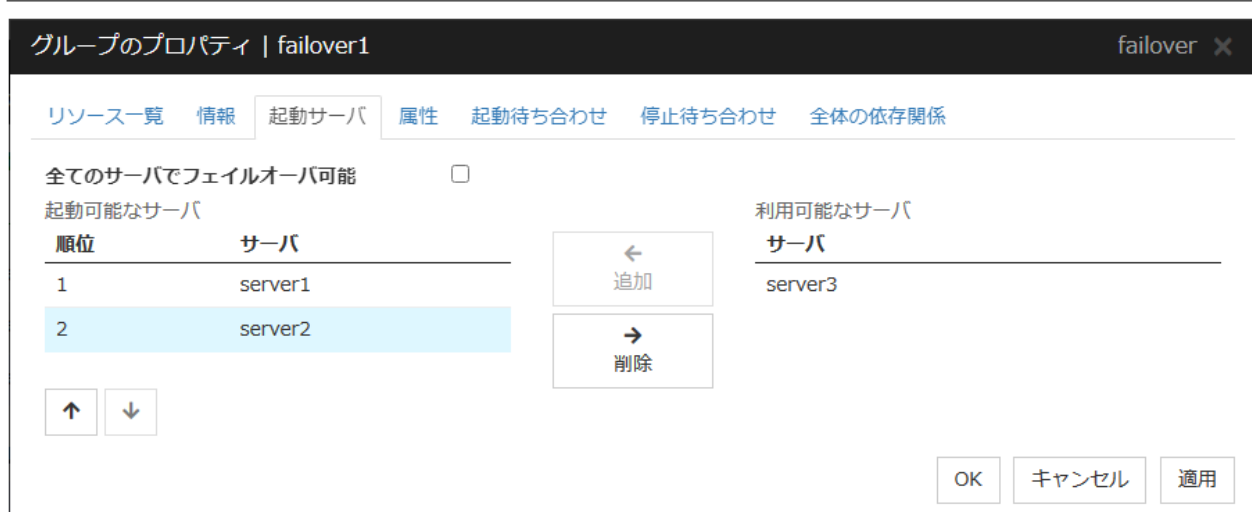 グループのプロパティ | failover1 failover ×
リソース一覧 情報 起動サーバ 属性 起動待ち合わせ 停止待ち合わせ 全体の依存関係
全てのサーバでフェイルオーバ可能
起動可能なサーバ 利用可能なサーバ
順位 サーバ サーバ
← 追加
1 server1 server3
2 server2
→ 削除
↑ ↓
OK キャンセル 適用